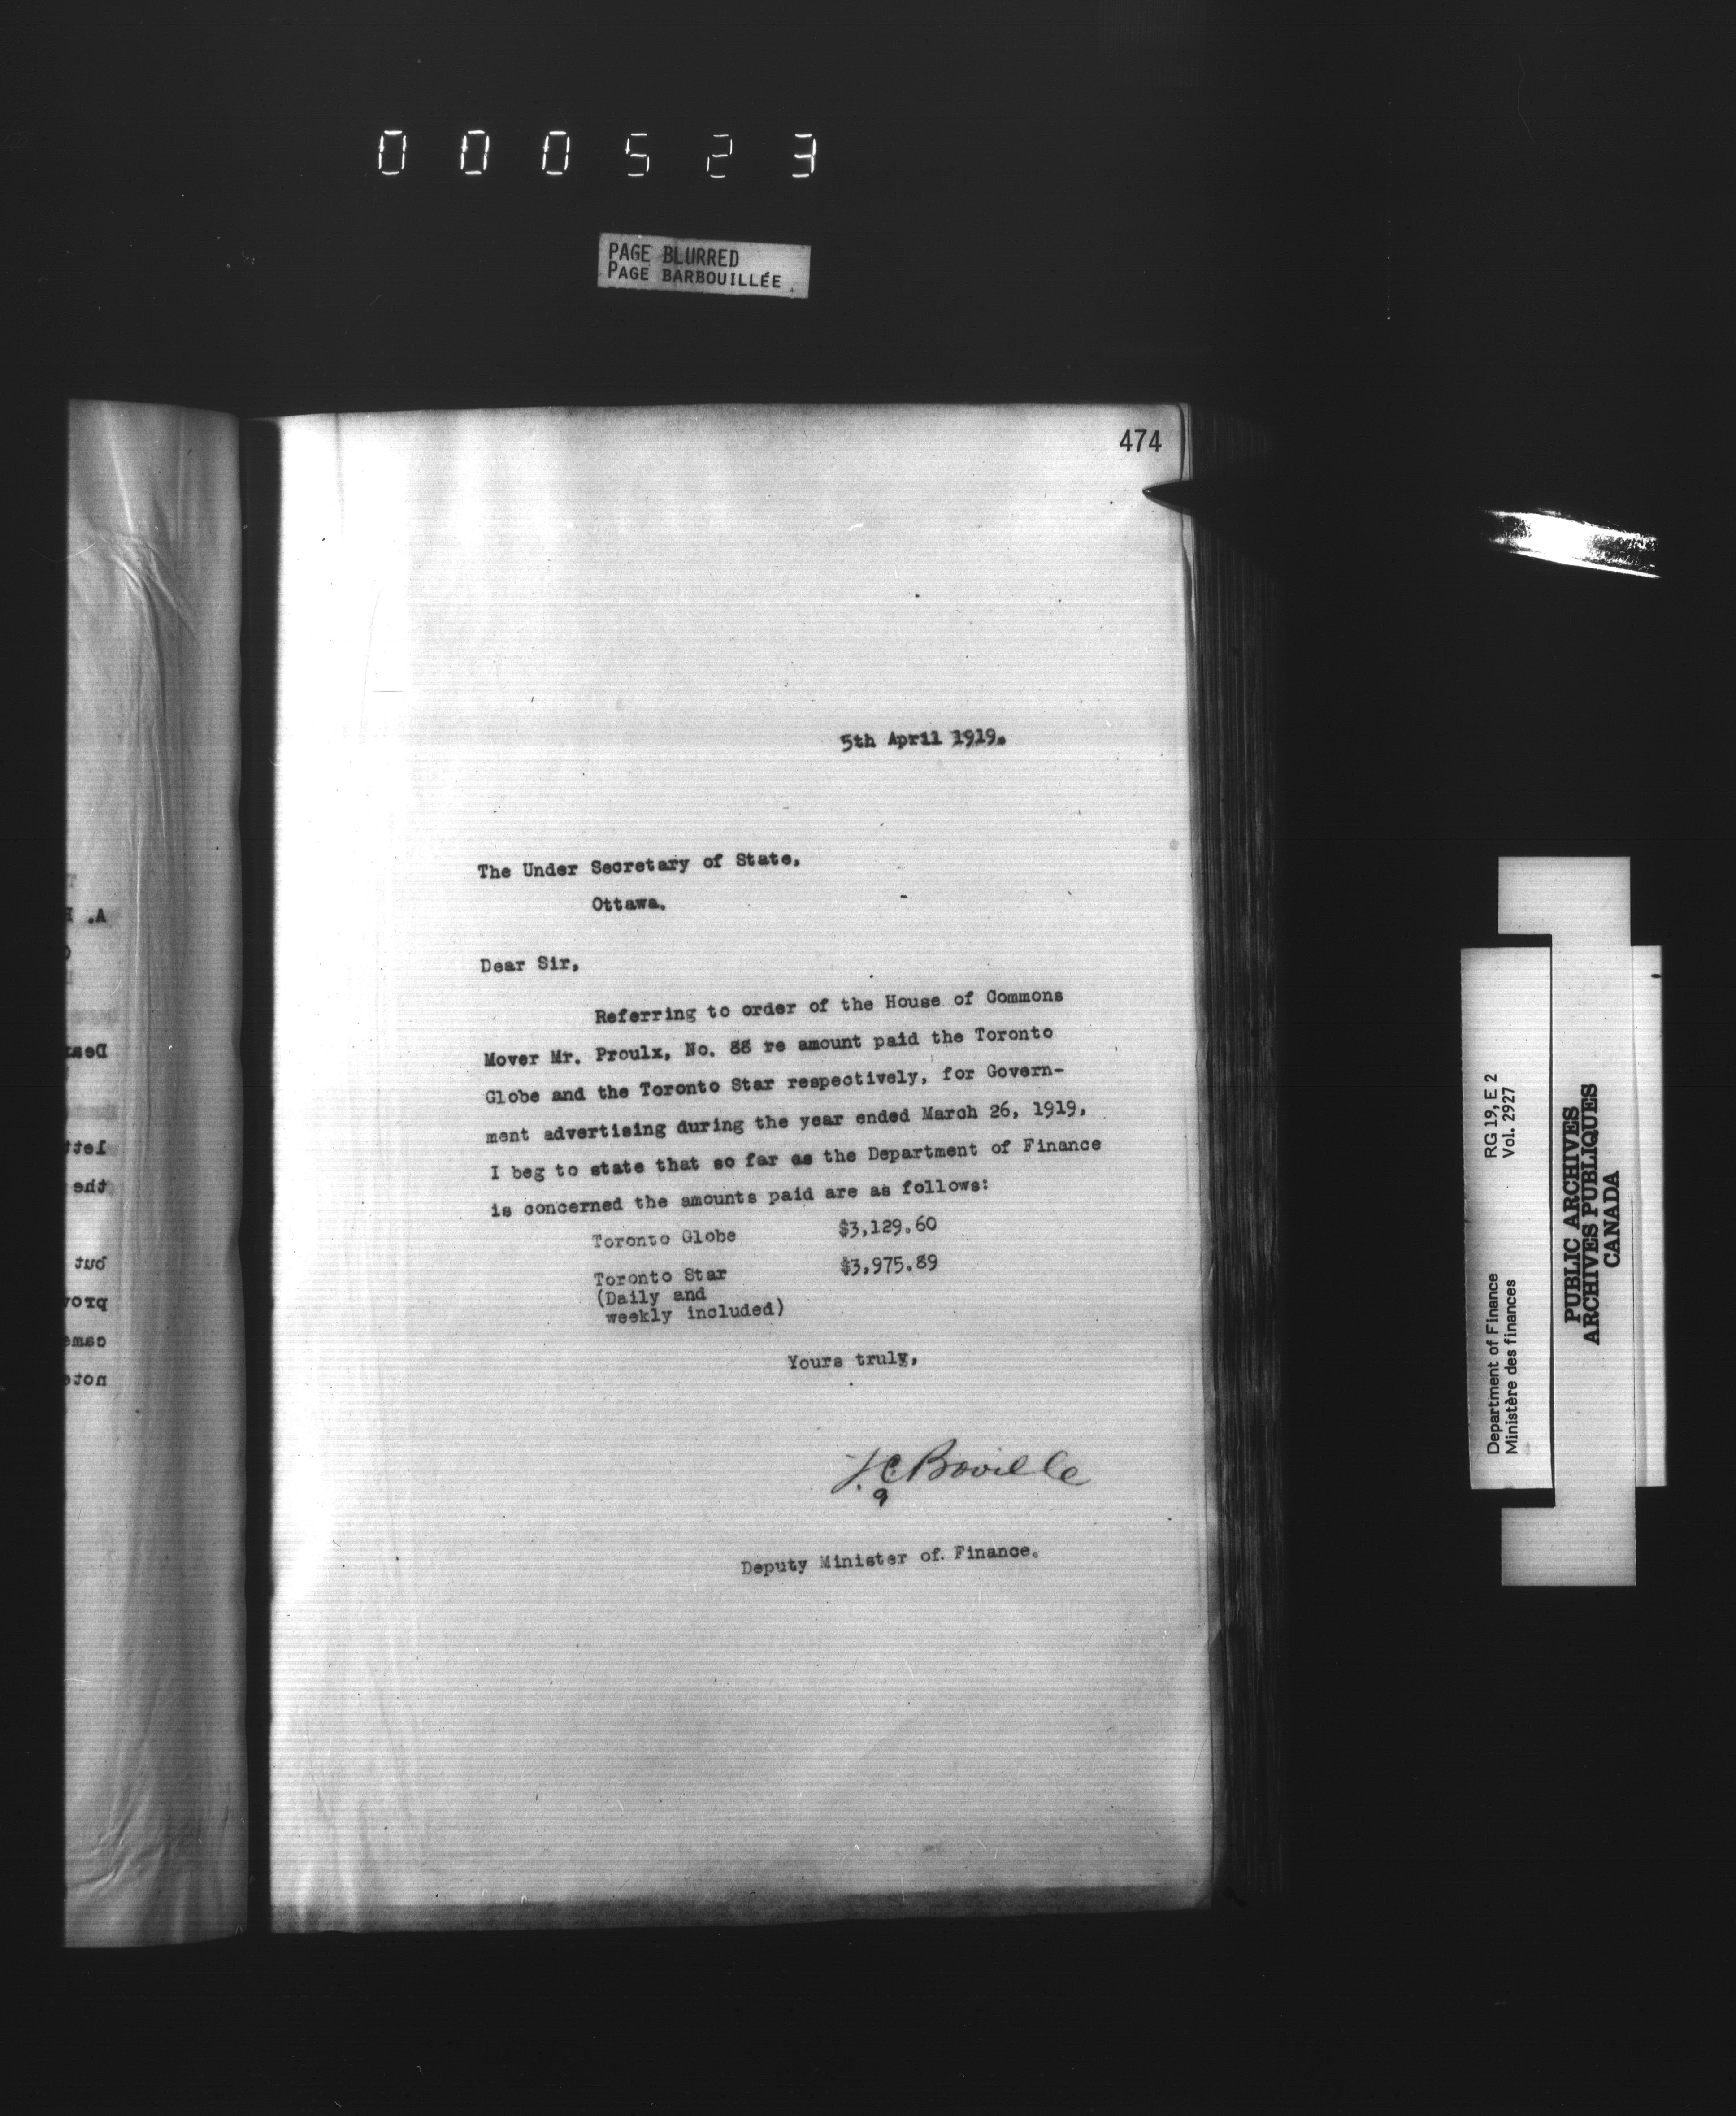 000523
PAGE BLURRED
PAGE BARBOUILLÉE
474
5th April 1919.
The Under Secretary of State,
Ottawa.
Dear Sir,
Referring to order of the House of Commons
Mover Mr. Proulx, No. 88 re amount paid the Toronto
Globe and the Toronto Star respectively, for Govern-
ment advertising during the year ended March 26, 1919,
I beg to state that so far as the Department of Finance
is concerned the amounts paid are as follows:
Toronto Globe $3,129.60
Toronto Star $3,975.89
(Daily and
weekly included)
Yours truly,
Boville
Deputy Minister of Finance.
Department of Finance RG 19, E 2
Ministère des finances Vol. 2927
PUBLIC ARCHIVES
ARCHIVES PUBLIQUES
CANADA